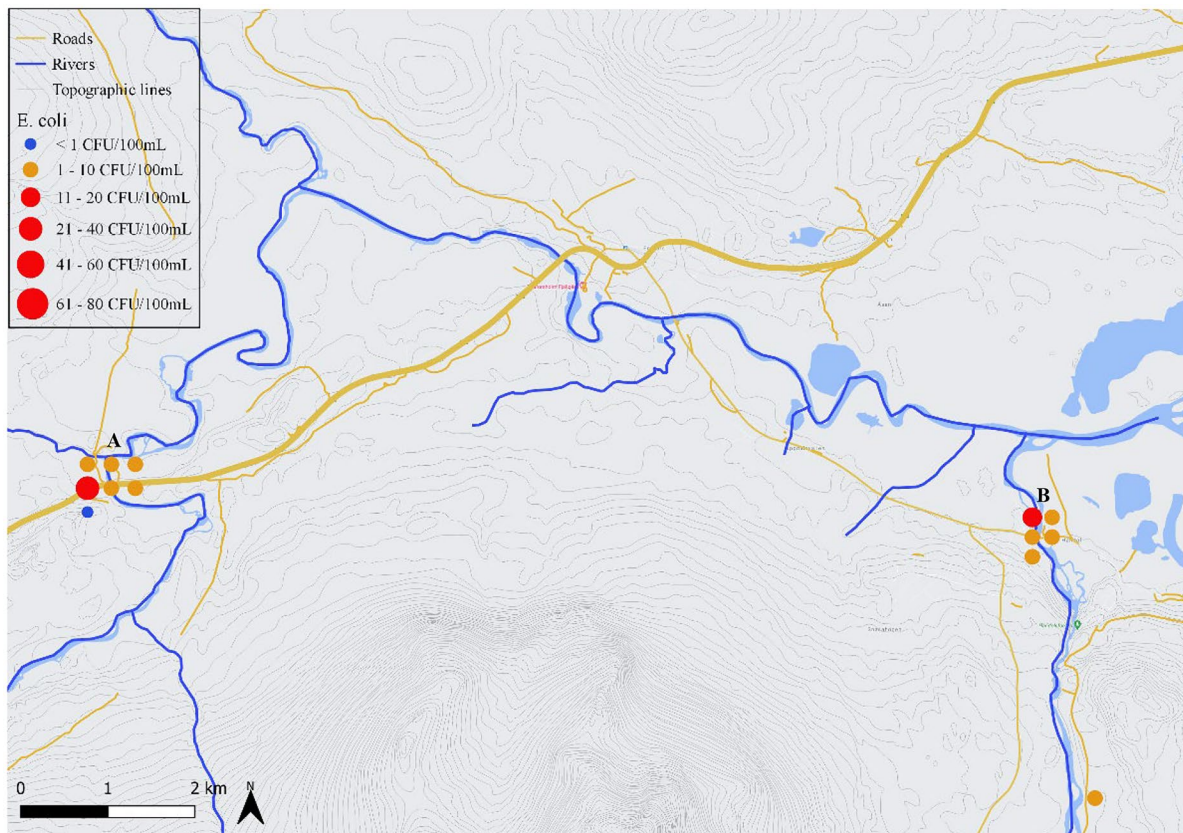 Roads
Rivers
Topographic lines
E. coli
< 1 CFU/100mL
1 - 10 CFU/100mL
11 - 20 CFU/100mL
21 - 40 CFU/100mL
41 - 60 CFU/100mL
61 - 80 CFU/100mL
A
B
0 1 2 km
N